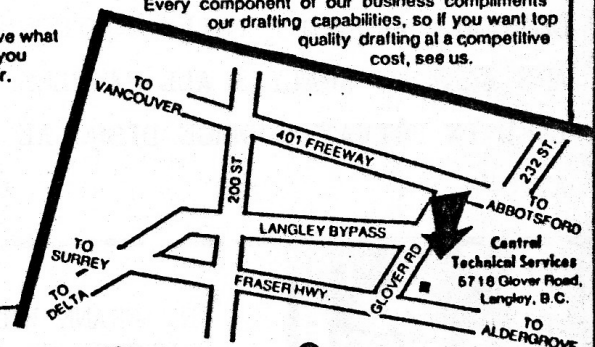 Every component of our business compliments
our drafting capabilities, so if you want top
quality drafting at a competitive
cost, see us.
ve what
you
r.
TO
VANCOUVER
401 FREEWAY
232 ST.
200 ST.
TO
ABBOTSFORD
LANGLEY BYPASS
TO
SURREY
GLOVER RD
Central
Technical Services
5718 Glover Road,
Langley, B.C.
FRASER HWY.
TO
DELTA
TO
ALDERGROVE